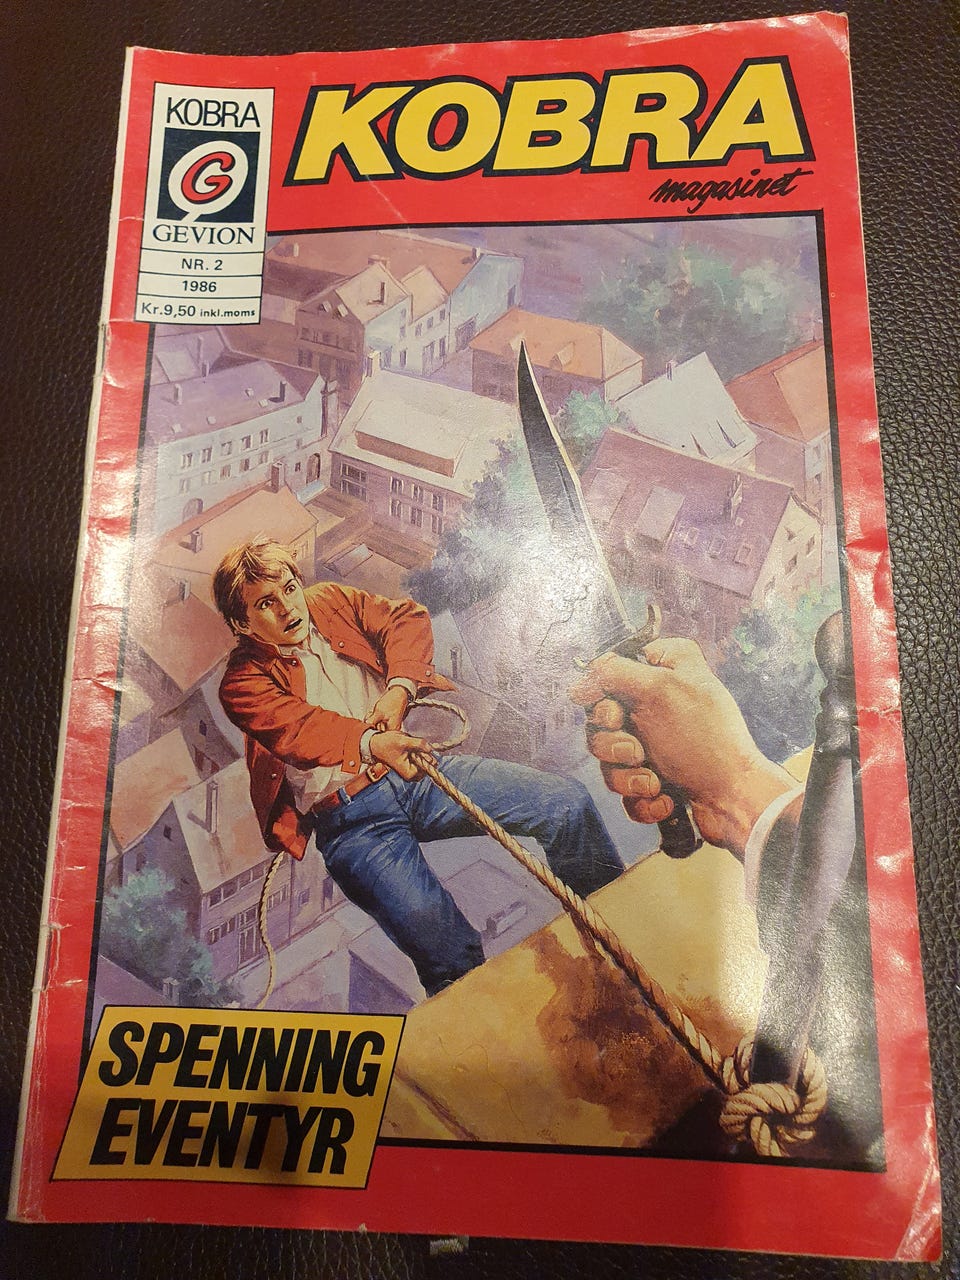 KOBRA
G
GEVION
NR. 2
1986
Kr.9,50 inkl.moms
KOBRA
magasinet
SPENNING
EVENTYR